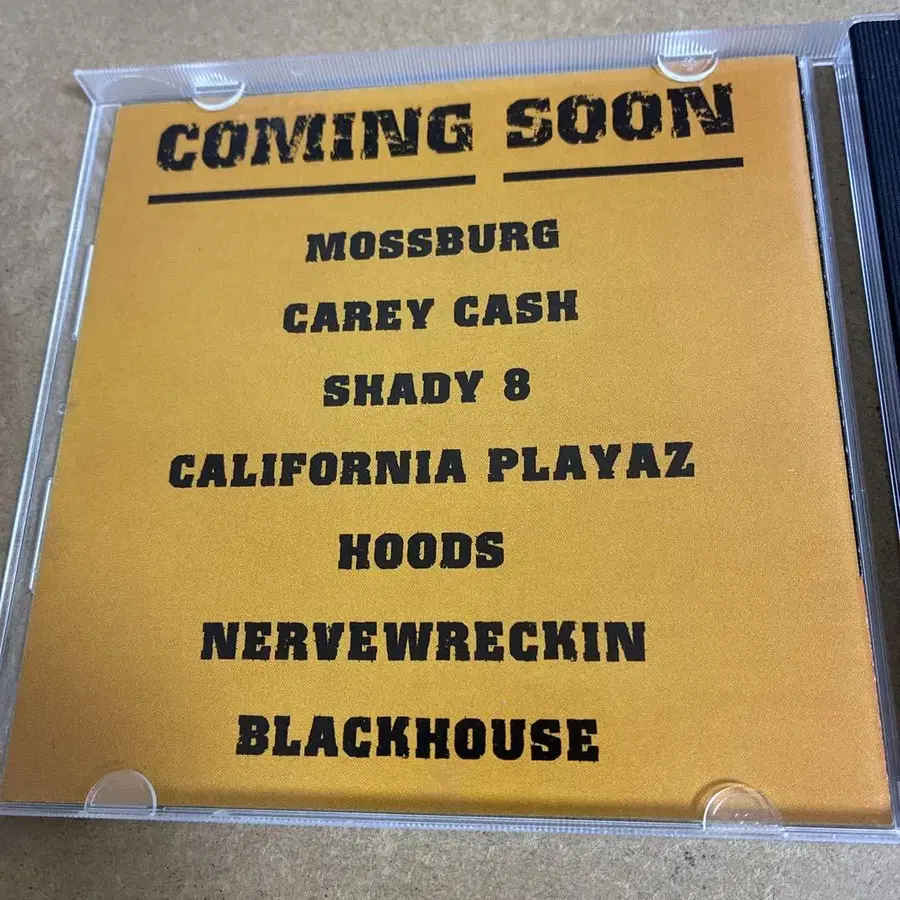 COMING SOON
MOSSBURG
CAREY CASH
SHADY 8
CALIFORNIA PLAYAZ
HOODS
NERVEWRECKIN
BLACKHOUSE